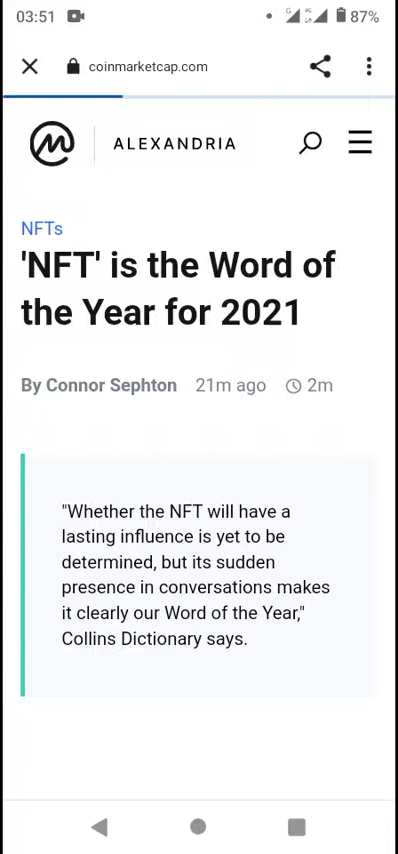 03:51 87%
coinmarketcap.com
ALEXANDRIA
NFTs
'NFT' is the Word of
the Year for 2021
By Connor Sephton 21m ago 2m
"Whether the NFT will have a
lasting influence is yet to be
determined, but its sudden
presence in conversations makes
it clearly our Word of the Year,"
Collins Dictionary says.